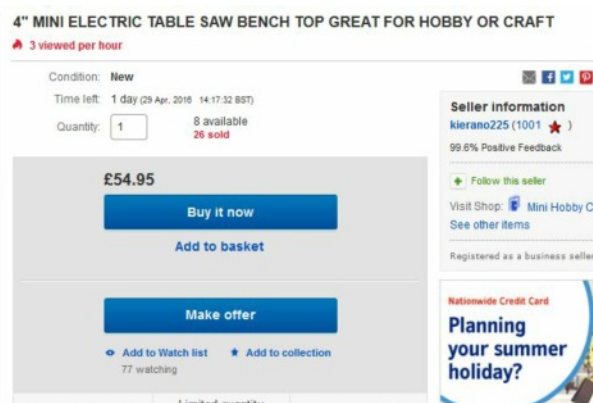 4" MINI ELECTRIC TABLE SAW BENCH TOP GREAT FOR HOBBY OR CRAFT
3 viewed per hour
Condition: New
Time left: 1 day (29 Apr, 2016 14:17:32 BST)
Quantity: 1
8 available
26 sold
£54.95
Buy it now
Add to basket
Make offer
Add to Watch list
Add to collection
77 watching
Limited quantity
Seller information
kierano225 (1001 )
99.6% Positive Feedback
Follow this seller
Visit Shop: Mini Hobby C
See other items
Registered as a business seller
Nationwide Credit Card
Planning
your summer
holiday?